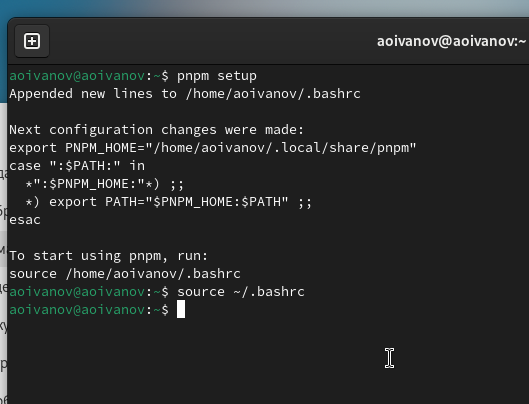 aoivanov@aoivanov:~
aoivanov@aoivanov:~$ pnpm setup
Appended new lines to /home/aoivanov/.bashrc

Next configuration changes were made:
export PNPM_HOME="/home/aoivanov/.local/share/pnpm"
case ":$PATH:" in
  *":$PNPM_HOME:"*) ;;
  *) export PATH="$PNPM_HOME:$PATH" ;;
esac

To start using pnpm, run:
source /home/aoivanov/.bashrc
aoivanov@aoivanov:~$ source ~/.bashrc
aoivanov@aoivanov:~$